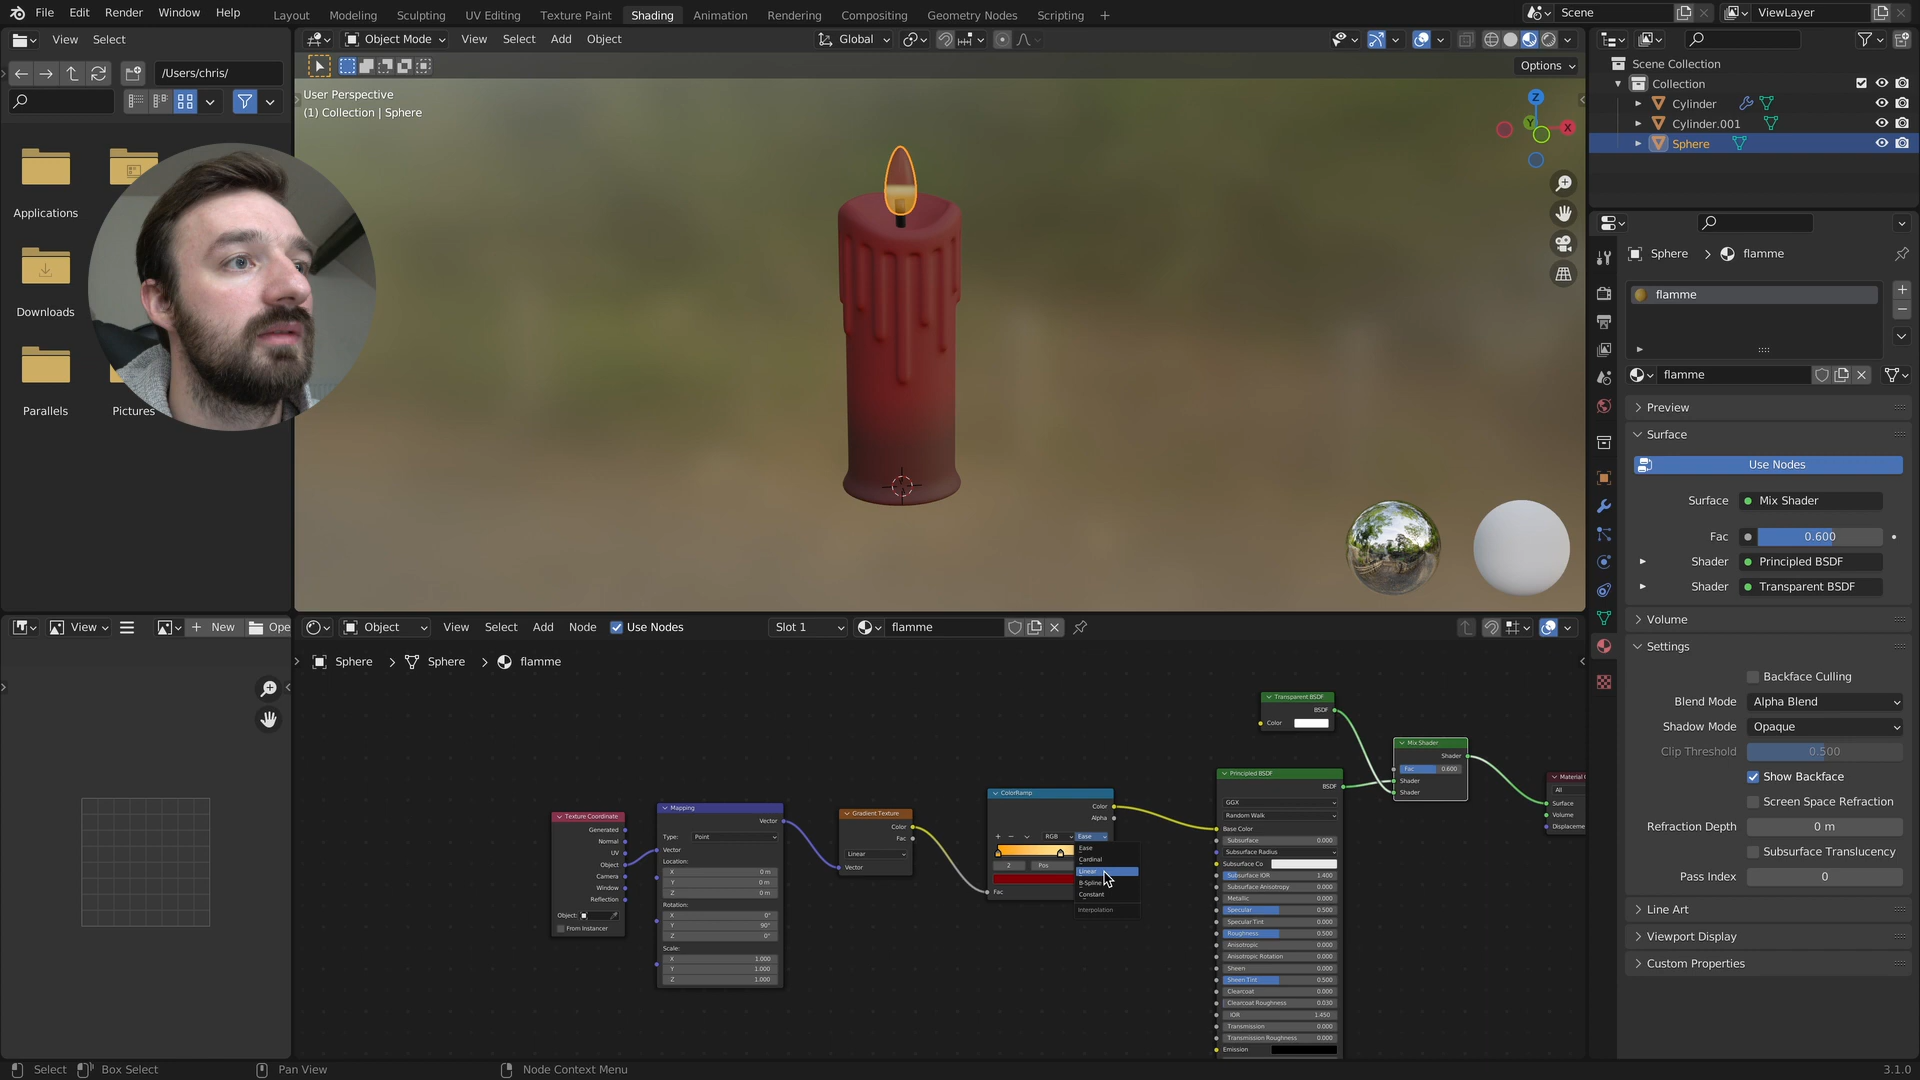 File Edit Render Window Help
Layout Modeling Sculpting UV Editing Texture Paint Shading Animation Rendering Compositing Geometry Nodes Scripting +
Scene
ViewLayer
View Select
Object Mode View Select Add Object
Global
/Users/chris/
Options
User Perspective
(1) Collection | Sphere
Z
Y
X
Applications
Downloads
Parallels
Pictures
Scene Collection
Collection
Cylinder
Cylinder.001
Sphere
Sphere > flamme
flamme
flamme
Preview
Surface
Use Nodes
Surface Mix Shader
Fac 0.600
Shader Principled BSDF
Shader Transparent BSDF
Volume
Settings
Backface Culling
Blend Mode Alpha Blend
Shadow Mode Opaque
Clip Threshold 0.500
Show Backface
Screen Space Refraction
Refraction Depth 0 m
Subsurface Translucency
Pass Index 0
Line Art
Viewport Display
Custom Properties
View
New
Ope
Object View Select Add Node Use Nodes
Slot 1
flamme
Sphere > Sphere > flamme
Texture Coordinate
Generated
Normal
UV
Object
Camera
Window
Reflection
Object:
From Instancer
Mapping
Vector
Type: Point
Vector
Location:
X 0 m
Y 0 m
Z 0 m
Rotation:
X 0°
Y 90°
Z 0°
Scale:
X 1.000
Y 1.000
Z 1.000
Gradient Texture
Color
Fac
Linear
Vector
ColorRamp
Color
Alpha
+ − RGB Ease
2 Pos
Fac
Ease
Cardinal
Linear
B-Spline
Constant
Interpolation
Transparent BSDF
BSDF
Color
Principled BSDF
BSDF
GGX
Random Walk
Base Color
Subsurface 0.000
Subsurface Radius
Subsurface Co
Subsurface IOR 1.400
Subsurface Anisotropy 0.000
Metallic 0.000
Specular 0.500
Specular Tint 0.000
Roughness 0.500
Anisotropic 0.000
Anisotropic Rotation 0.000
Sheen 0.000
Sheen Tint 0.500
Clearcoat 0.000
Clearcoat Roughness 0.030
IOR 1.450
Transmission 0.000
Transmission Roughness 0.000
Emission
Mix Shader
Shader
Fac 0.600
Shader
Shader
Material
All
Surface
Volume
Displaceme
Select Box Select Pan View Node Context Menu
3.1.0